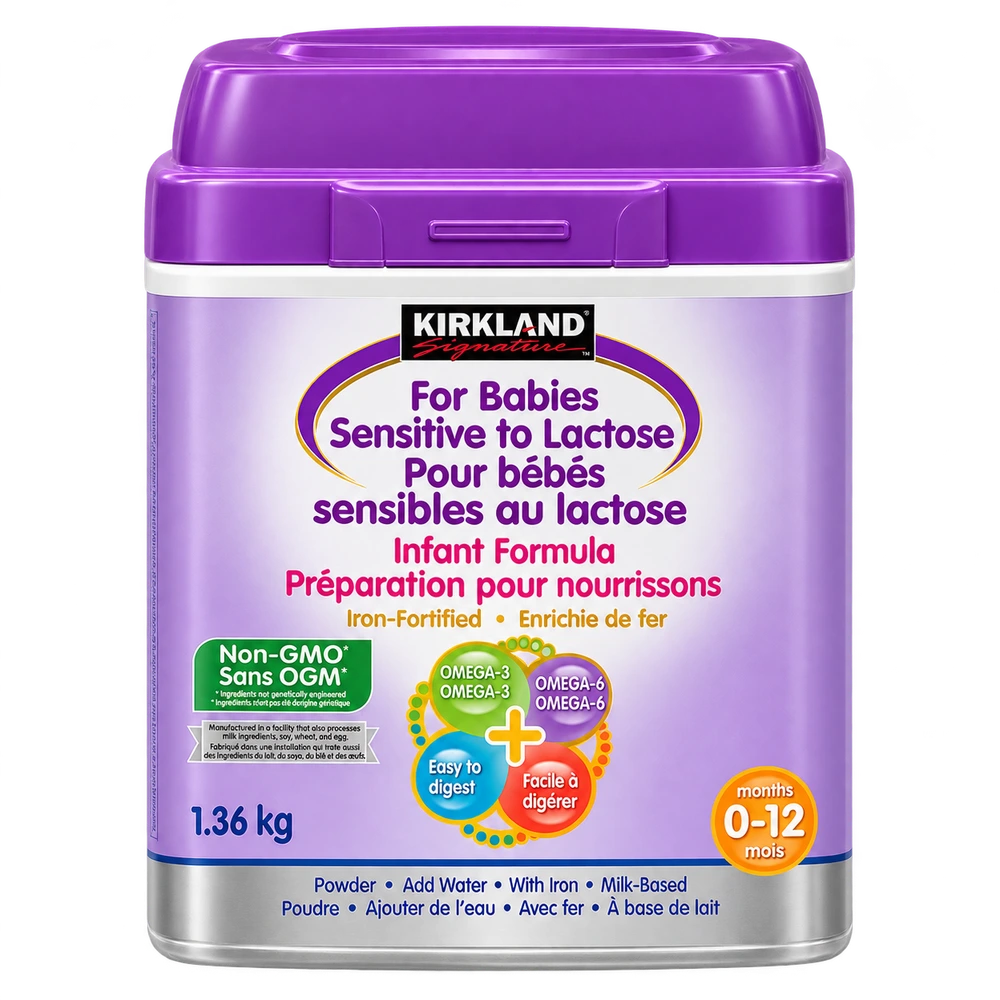 KIRKLAND®
Signature™
For Babies
Sensitive to Lactose
Pour bébés
sensibles au lactose
Infant Formula
Préparation pour nourrissons
Iron-Fortified • Enrichie de fer
Non-GMO*
Sans OGM*
* Ingredients not genetically engineered
Manufactured in a facility that also processes
milk ingredients, soy, wheat, and egg.
Fabriqué dans une installation qui traite aussi
des ingrédients du lait, du soya, du blé et des œufs.
OMEGA-3
OMEGA-3
OMEGA-6
OMEGA-6
Easy to
digest
Facile à
digérer
1.36 kg
months
0-12
mois
Powder • Add Water • With Iron • Milk-Based
Poudre • Ajouter de l'eau • Avec fer • À base de lait